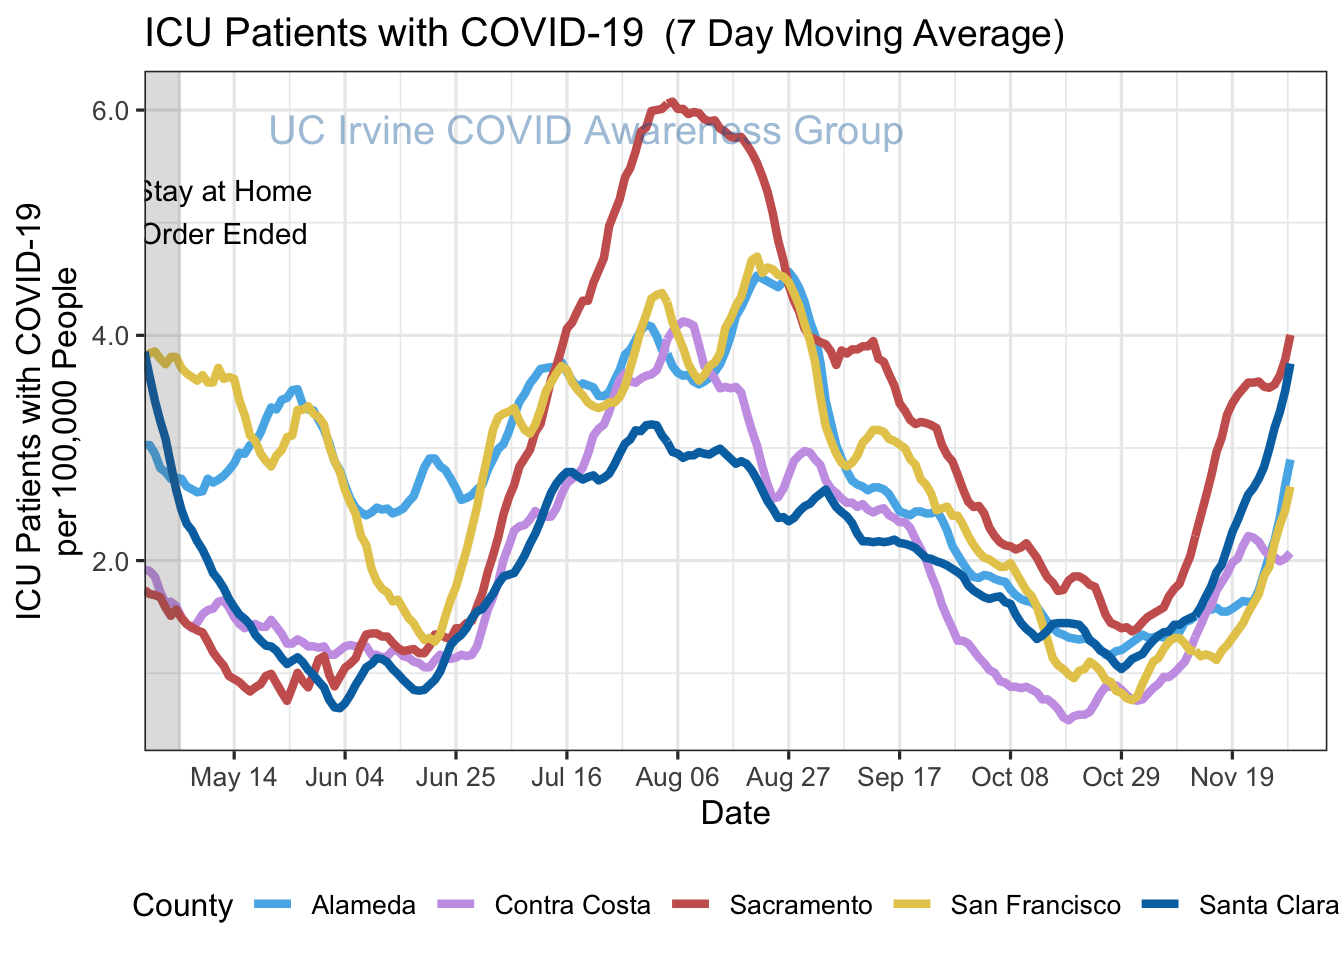 ICU Patients with COVID-19 (7 Day Moving Average)
ICU Patients with COVID-19
per 100,000 People
6.0
4.0
2.0
UC Irvine COVID Awareness Group
Stay at Home
Order Ended
May 14 Jun 04 Jun 25 Jul 16 Aug 06 Aug 27 Sep 17 Oct 08 Oct 29 Nov 19
Date
County Alameda Contra Costa Sacramento San Francisco Santa Clara